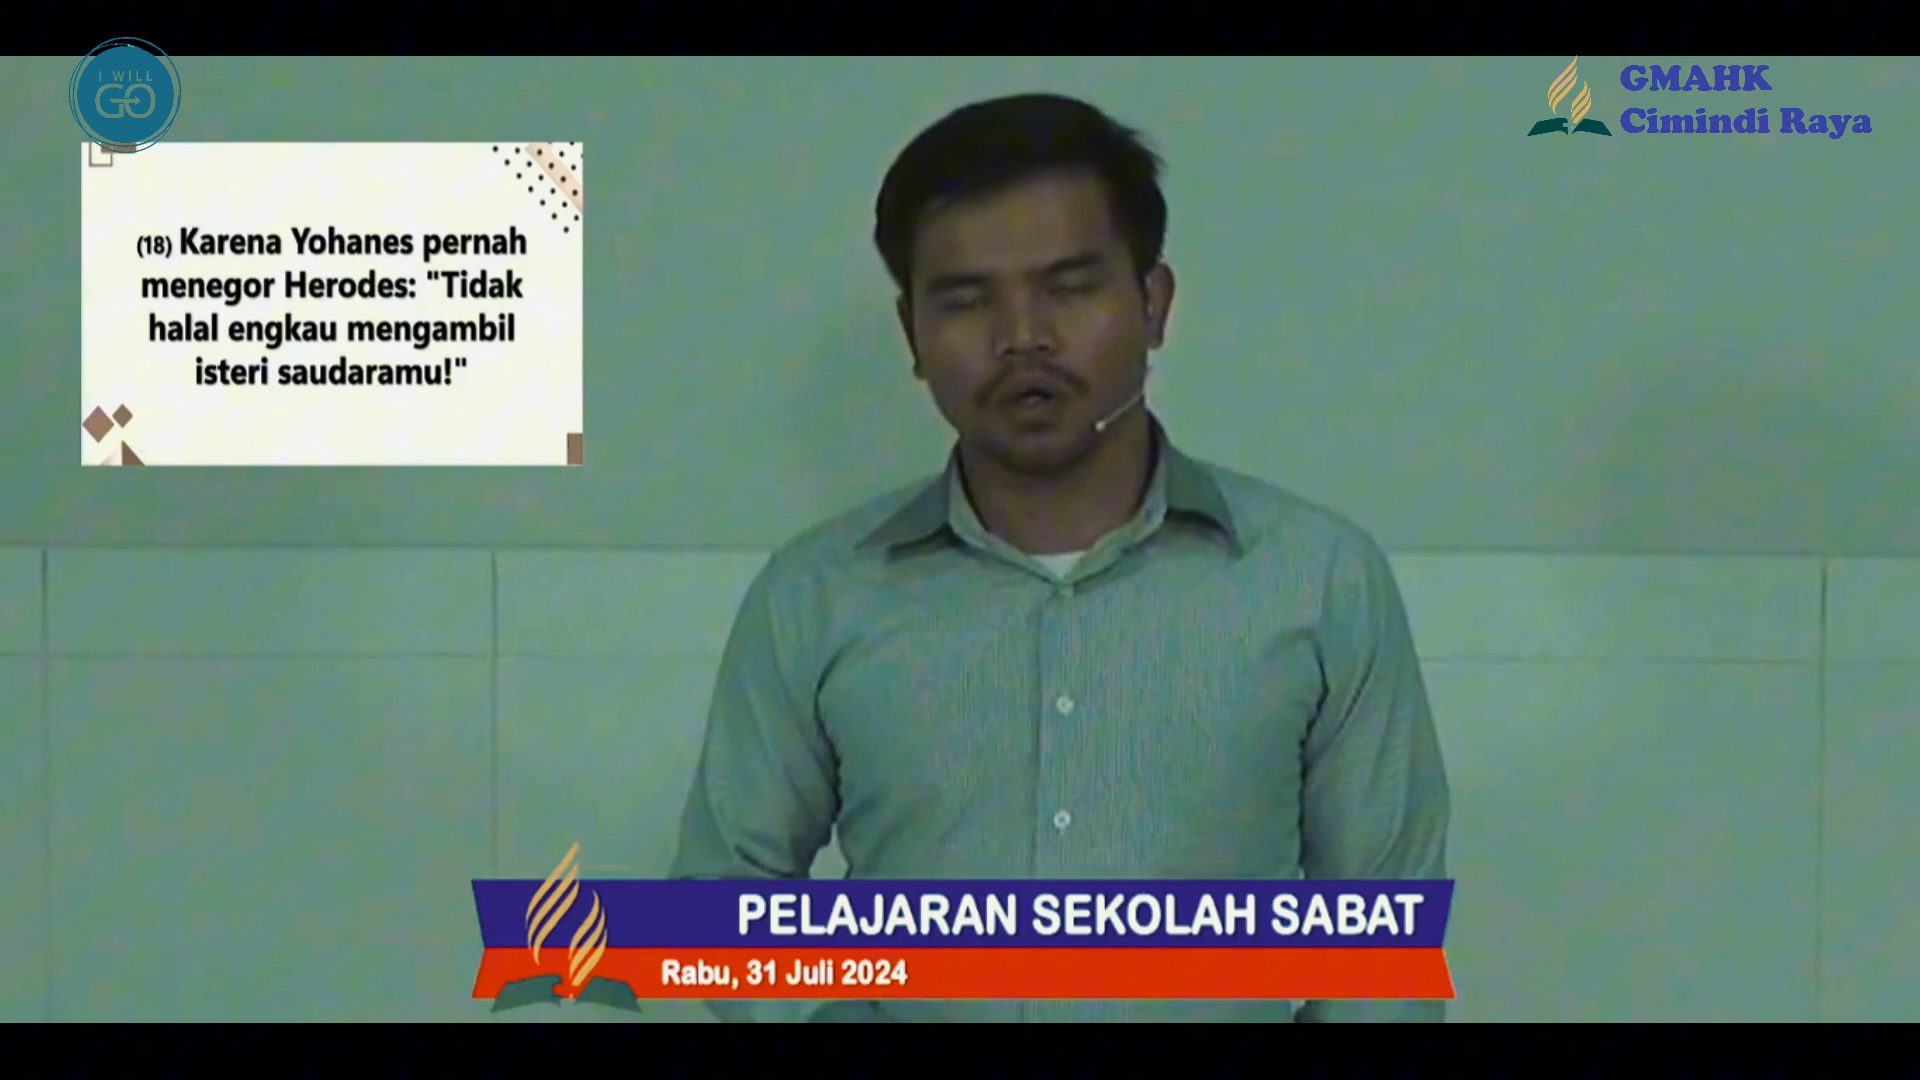 I WILL
GO
GMAHK
Cimindi Raya
(18) Karena Yohanes pernah
menegor Herodes: "Tidak
halal engkau mengambil
isteri saudaramu!"
PELAJARAN SEKOLAH SABAT
Rabu, 31 Juli 2024